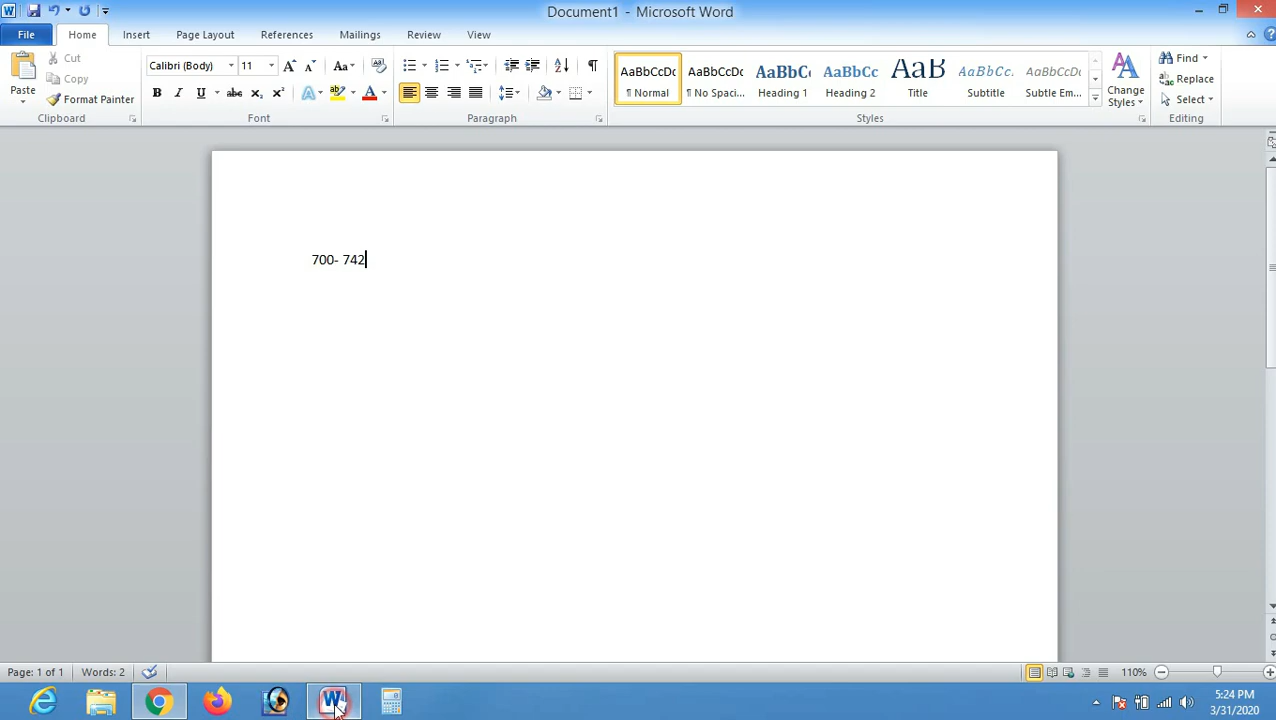 Document1 - Microsoft Word
File Home Insert Page Layout References Mailings Review View
Paste Cut Copy Format Painter
Clipboard
Calibri (Body) 11
Font
Paragraph
AaBbCcDc ¶ Normal
AaBbCcDc ¶ No Spaci...
AaBbC Heading 1
AaBbCc Heading 2
AaB Title
AaBbCc. Subtitle
AaBbCcDc Subtle Em...
Change Styles
Styles
Find
Replace
Select
Editing
700- 742
Page: 1 of 1 Words: 2 110%
5:24 PM
3/31/2020